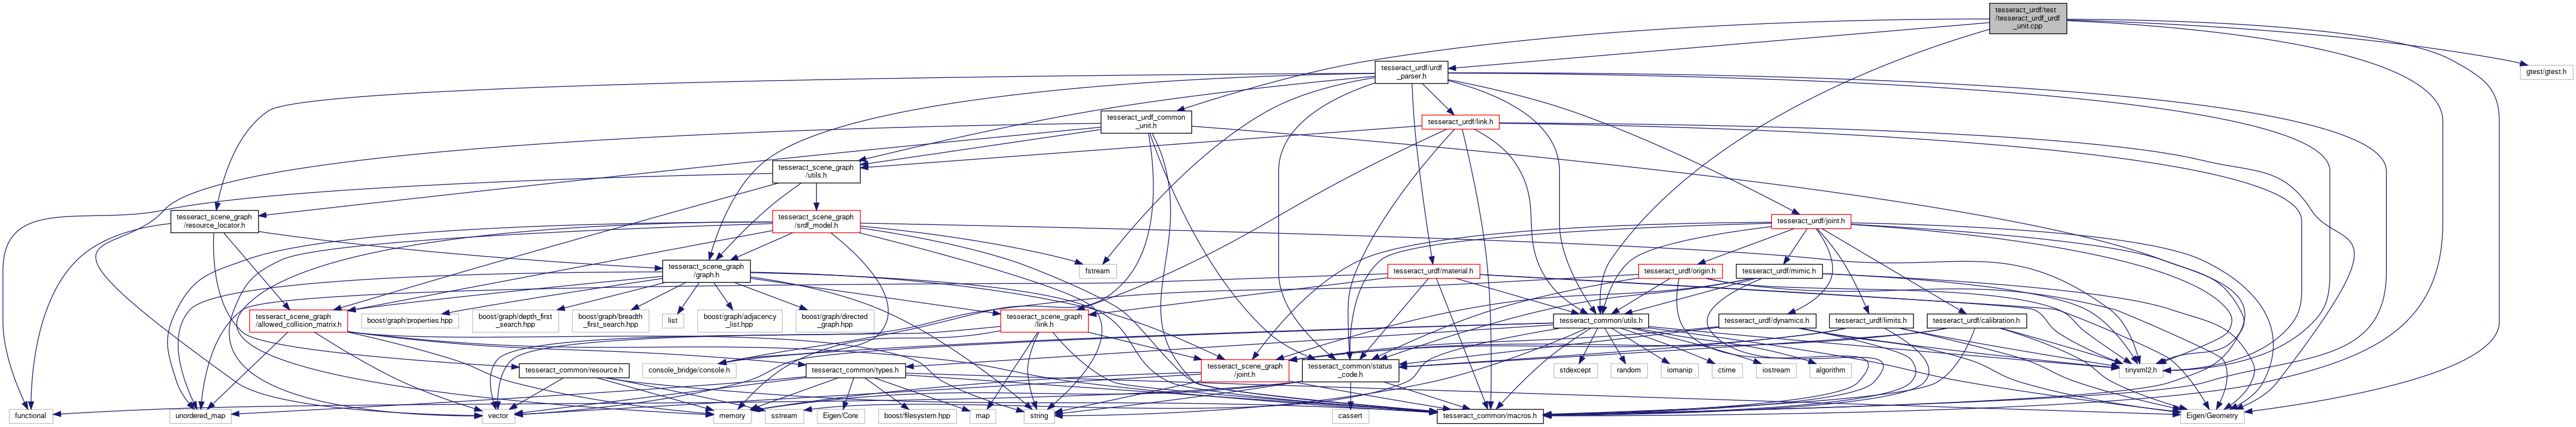 tesseract_urdf/test
/tesseract_urdf_urdf
_unit.cpp
tesseract_urdf/urdf
_parser.h
gtest/gtest.h
tesseract_urdf_common
_unit.h
tesseract_urdf/link.h
tesseract_scene_graph
/utils.h
tesseract_scene_graph
/resource_locator.h
tesseract_scene_graph
/srdf_model.h
tesseract_urdf/joint.h
tesseract_scene_graph
/graph.h
fstream
tesseract_urdf/material.h
tesseract_urdf/origin.h
tesseract_urdf/mimic.h
tesseract_scene_graph
/allowed_collision_matrix.h
boost/graph/properties.hpp
boost/graph/depth_first
_search.hpp
boost/graph/breadth
_first_search.hpp
list
boost/graph/adjacency
_list.hpp
boost/graph/directed
_graph.hpp
tesseract_scene_graph
/link.h
tesseract_common/utils.h
tesseract_urdf/dynamics.h
tesseract_urdf/limits.h
tesseract_urdf/calibration.h
tesseract_common/resource.h
console_bridge/console.h
tesseract_common/types.h
tesseract_scene_graph
/joint.h
tesseract_common/status
_code.h
stdexcept
random
iomanip
ctime
iostream
algorithm
tinyxml2.h
functional
unordered_map
vector
memory
sstream
Eigen/Core
boost/filesystem.hpp
map
string
cassert
tesseract_common/macros.h
Eigen/Geometry